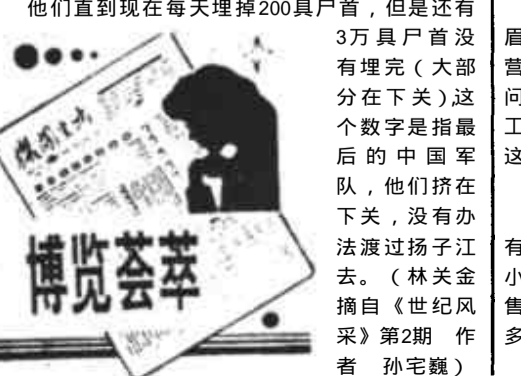 他们直到现在每天埋掉200具尸首，但是还有
3万具尸首没
有埋完（大部
分在下关），这
个数字是指最
后的中国军
队，他们挤在
下关，没有办
法渡过扬子江
去。（林关金
摘自《世纪风
采》第2期 作
者 孙宅巍）
博览荟萃
眉
营
问
工
这
有
小
售
多